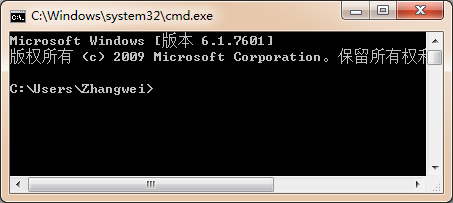 C:\Windows\system32\cmd.exe
Microsoft Windows [版本 6.1.7601]
版权所有 (c) 2009 Microsoft Corporation。保留所有权
C:\Users\Zhangwei>